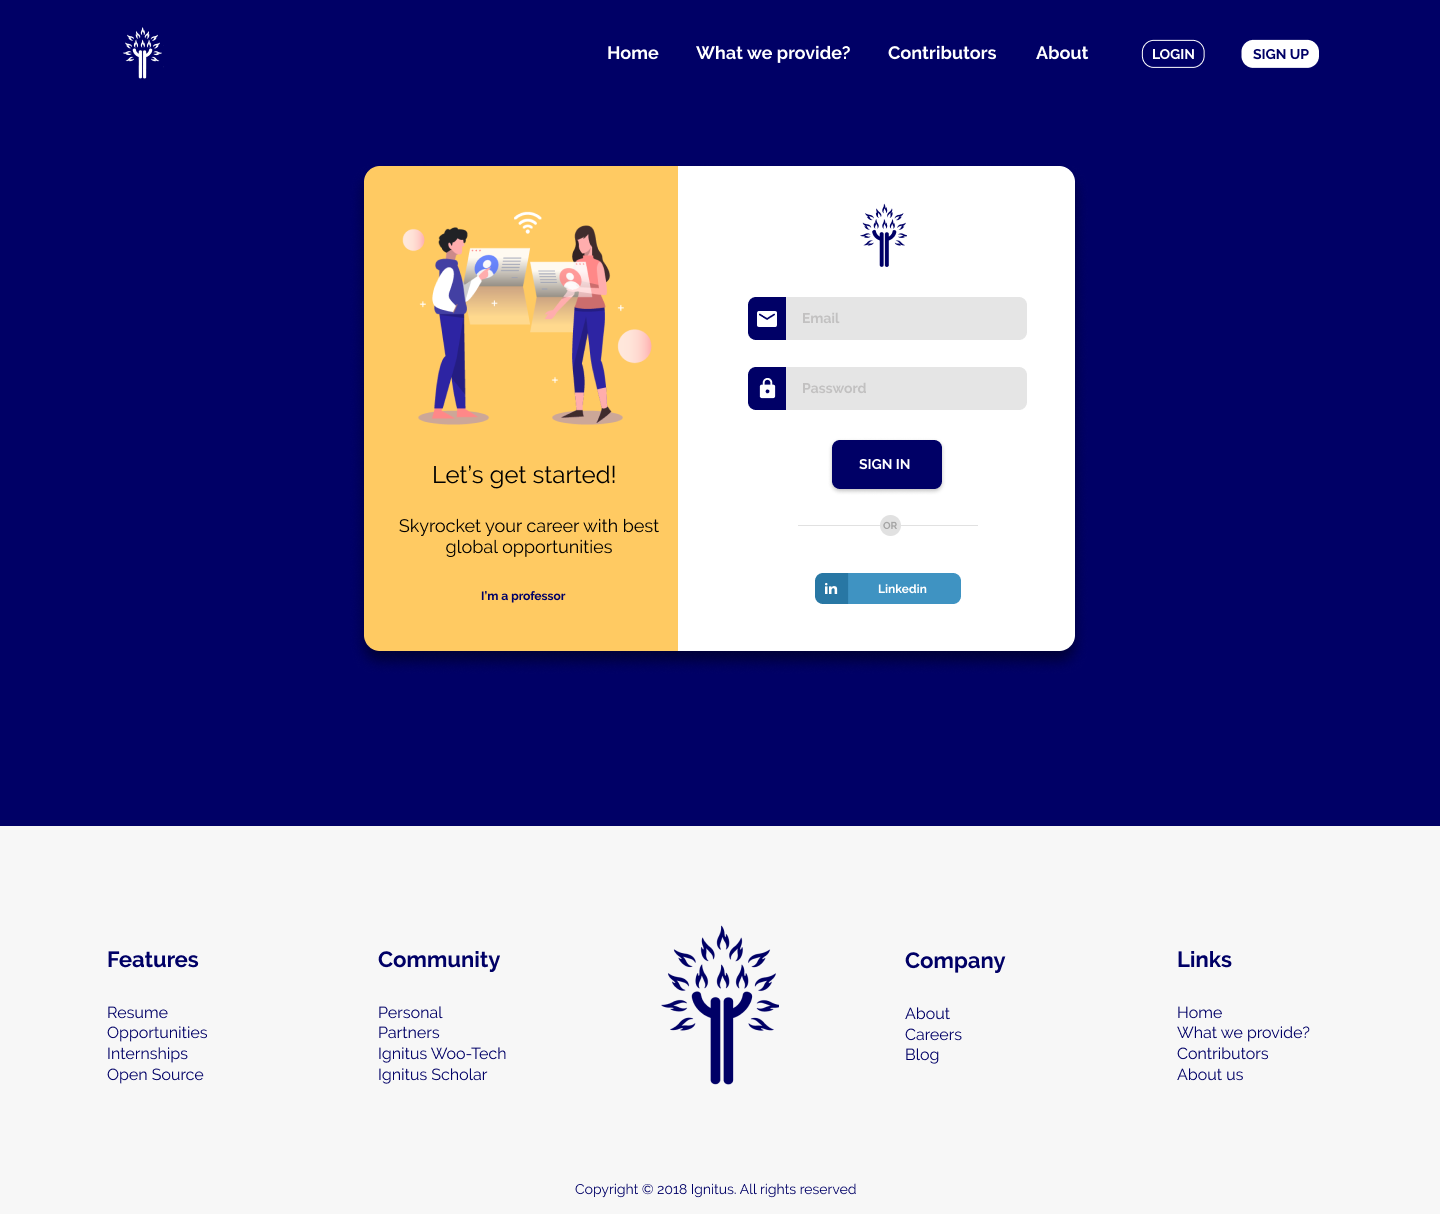 Home
What we provide?
Contributors
About
LOGIN
SIGN UP
Let's get started!
Skyrocket your career with best
global opportunities
I'm a professor
Email
Password
SIGN IN
OR
in
Linkedin
Features
Resume
Opportunities
Internships
Open Source
Community
Personal
Partners
Ignitus Woo-Tech
Ignitus Scholar
Company
About
Careers
Blog
Links
Home
What we provide?
Contributors
About us
Copyright © 2018 Ignitus. All rights reserved